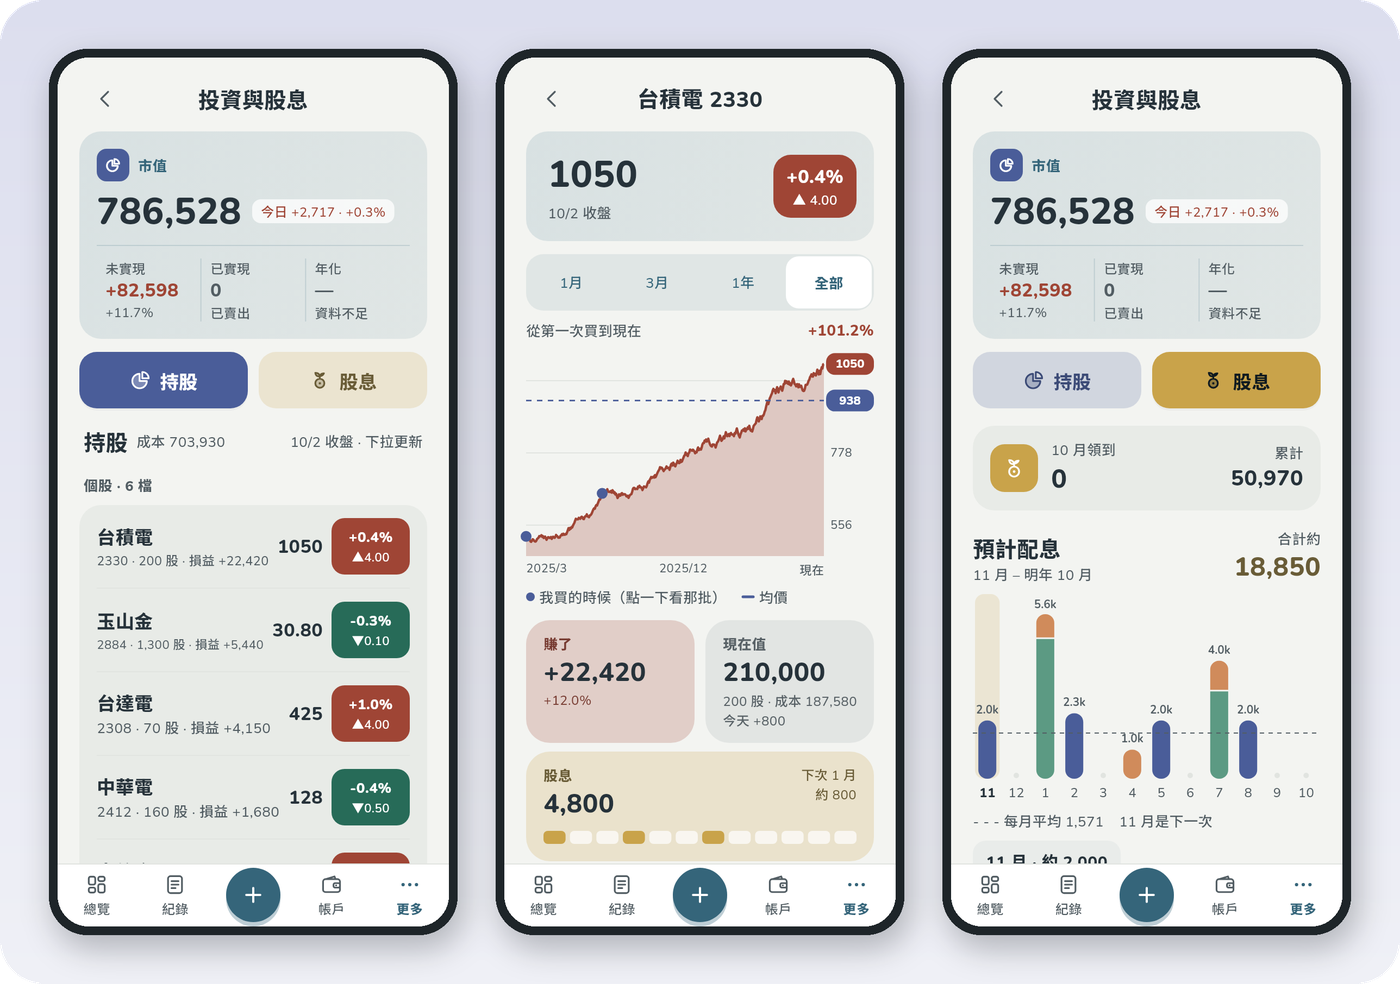 投資與股息
市值
786,528 今日 +2,717 · +0.3%
未實現 已實現 年化
+82,598 0 —
+11.7% 已賣出 資料不足
持股 股息
持股 成本 703,930 10/2 收盤 · 下拉更新
個股 · 6 檔
台積電
2330 · 200 股 · 損益 +22,420
1050
+0.4%
▲4.00
玉山金
2884 · 1,300 股 · 損益 +5,440
30.80
-0.3%
▼0.10
台達電
2308 · 70 股 · 損益 +4,150
425
+1.0%
▲4.00
中華電
2412 · 160 股 · 損益 +1,680
128
-0.4%
▼0.50
總覽 紀錄 + 帳戶 更多
台積電 2330
1050
10/2 收盤
+0.4%
▲ 4.00
1月 3月 1年 全部
從第一次買到現在 +101.2%
1050
938
778
556
2025/3 2025/12 現在
我買的時候（點一下看那批） 均價
賺了
+22,420
+12.0%
現在值
210,000
200 股 · 成本 187,580
今天 +800
股息
4,800
下次 1 月
約 800
總覽 紀錄 + 帳戶 更多
投資與股息
市值
786,528 今日 +2,717 · +0.3%
未實現 已實現 年化
+82,598 0 —
+11.7% 已賣出 資料不足
持股 股息
10 月領到
0
累計
50,970
預計配息
11 月 – 明年 10 月
合計約
18,850
2.0k 5.6k 2.3k 1.0k 2.0k 4.0k 2.0k
11 12 1 2 3 4 5 6 7 8 9 10
- - - 每月平均 1,571 11 月是下一次
11 月 · 約 2,000
總覽 紀錄 + 帳戶 更多